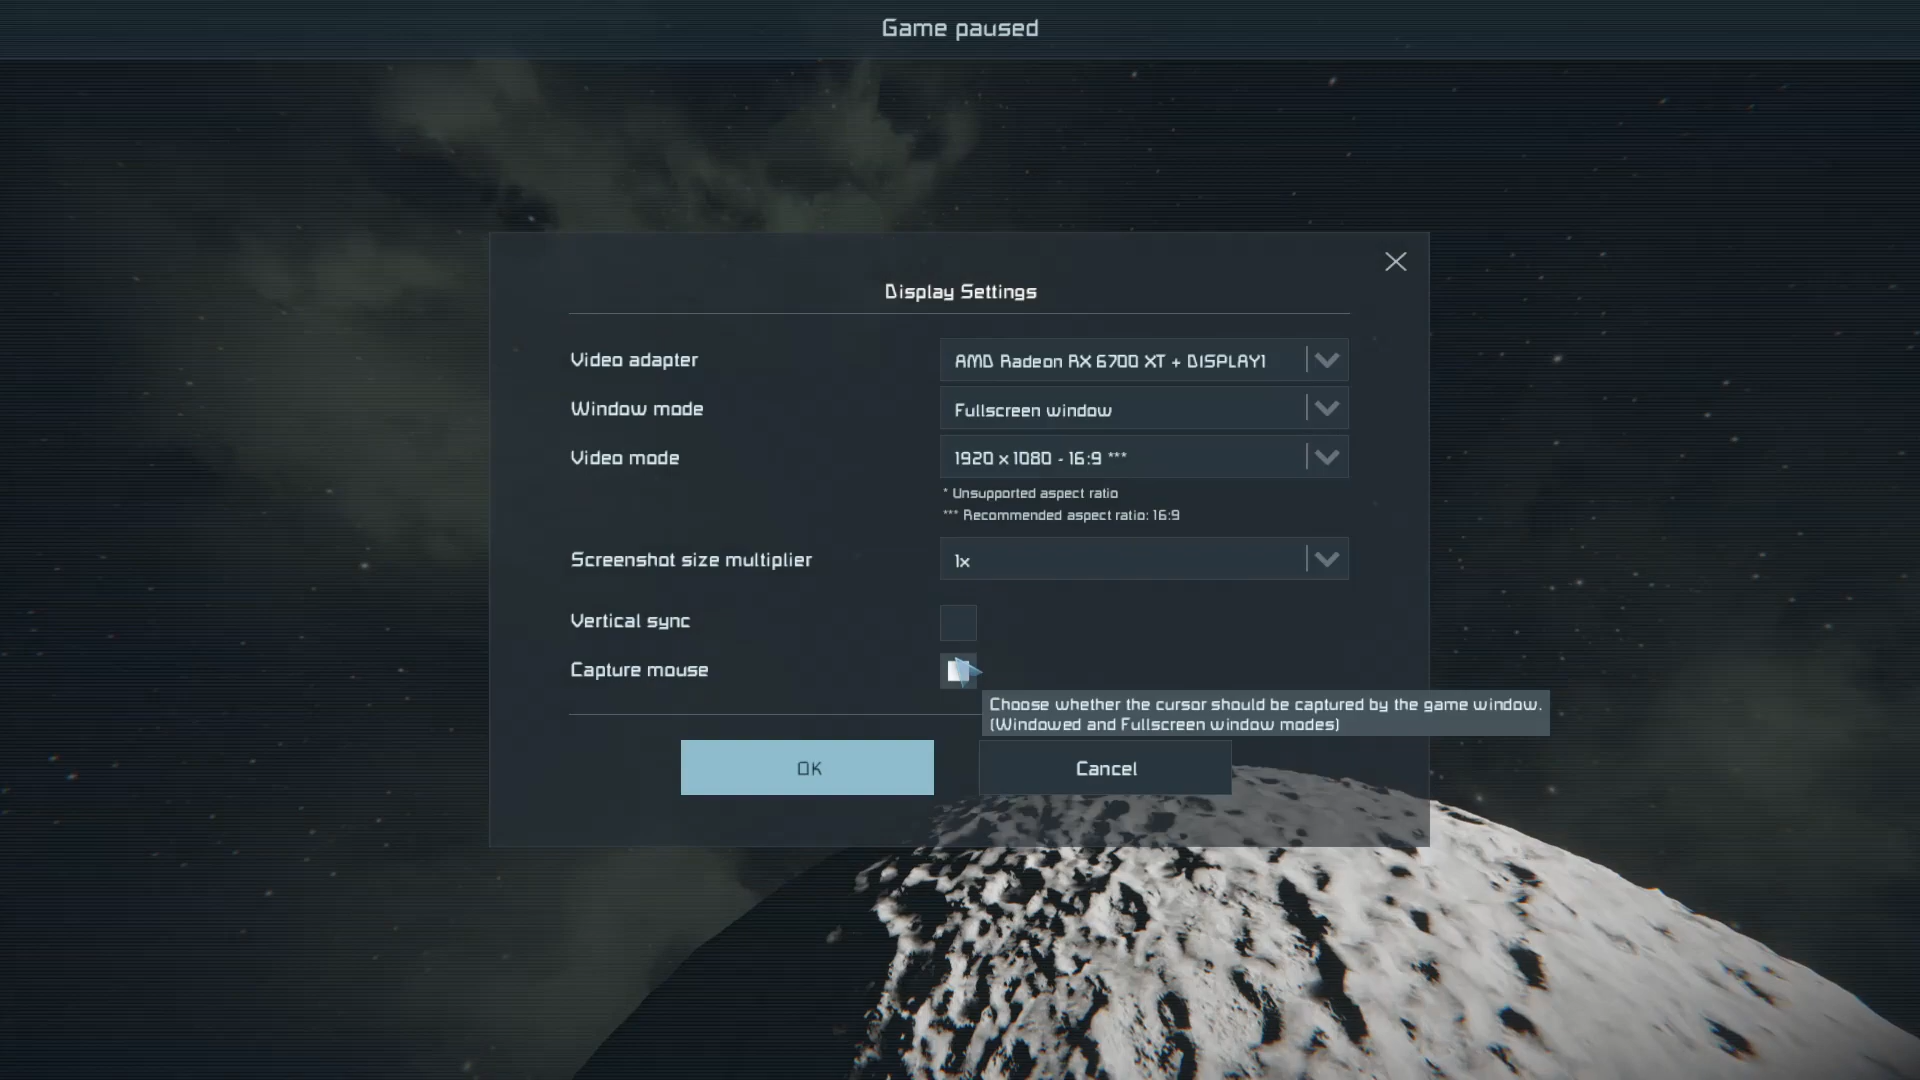 Game paused
Display Settings
Video adapter
AMD Radeon RX 6700 XT + DISPLAY1
Window mode
Fullscreen window
Video mode
1920 x 1080 - 16:9 ***
* Unsupported aspect ratio
*** Recommended aspect ratio: 16:9
Screenshot size multiplier
1x
Vertical sync
Capture mouse
Choose whether the cursor should be captured by the game window.
(Windowed and Fullscreen window modes)
OK
Cancel